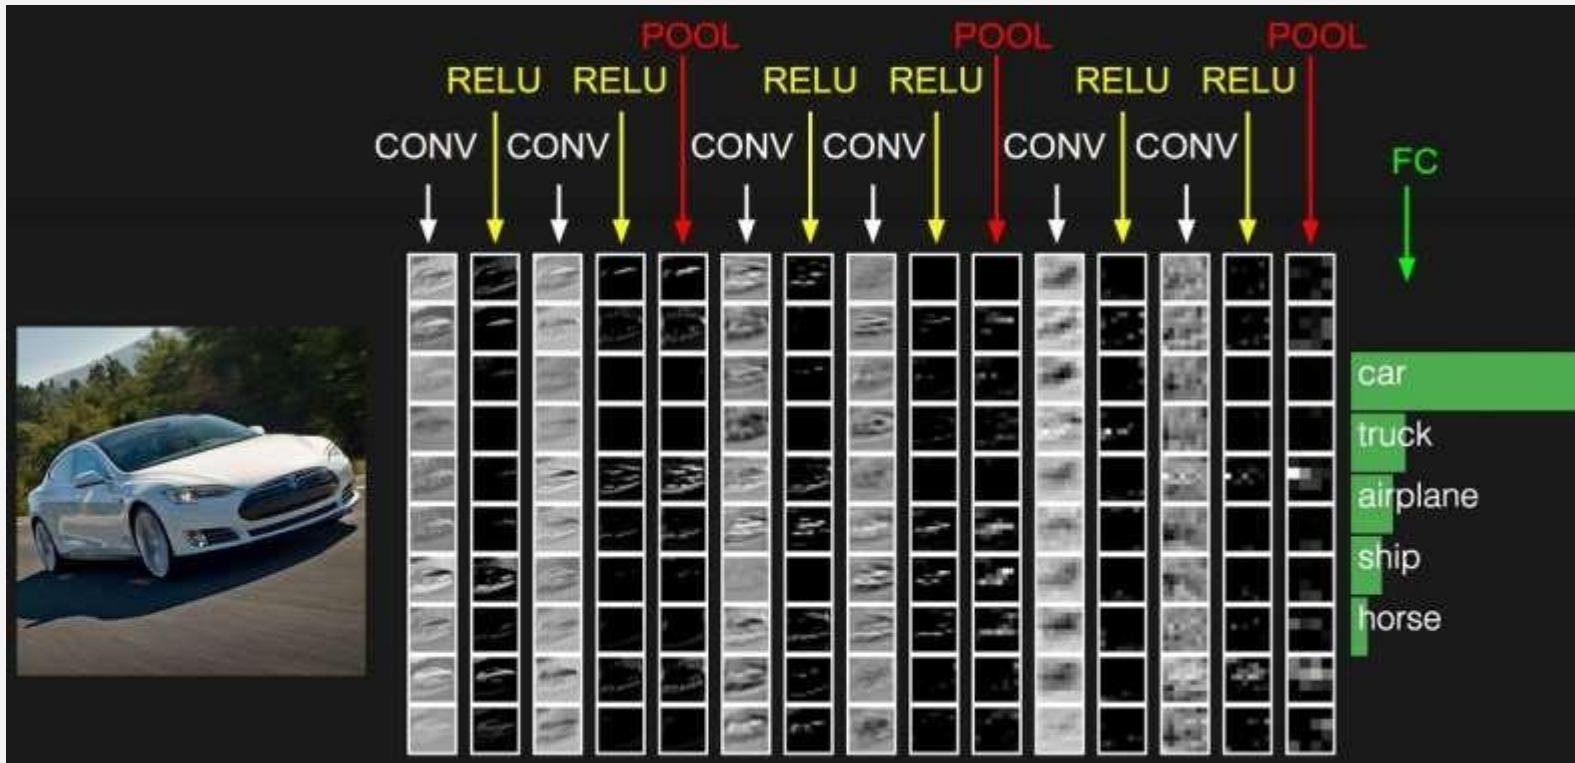 POOL POOL POOL
RELU RELU RELU RELU RELU RELU
CONV CONV CONV CONV CONV CONV
FC
car
truck
airplane
ship
horse